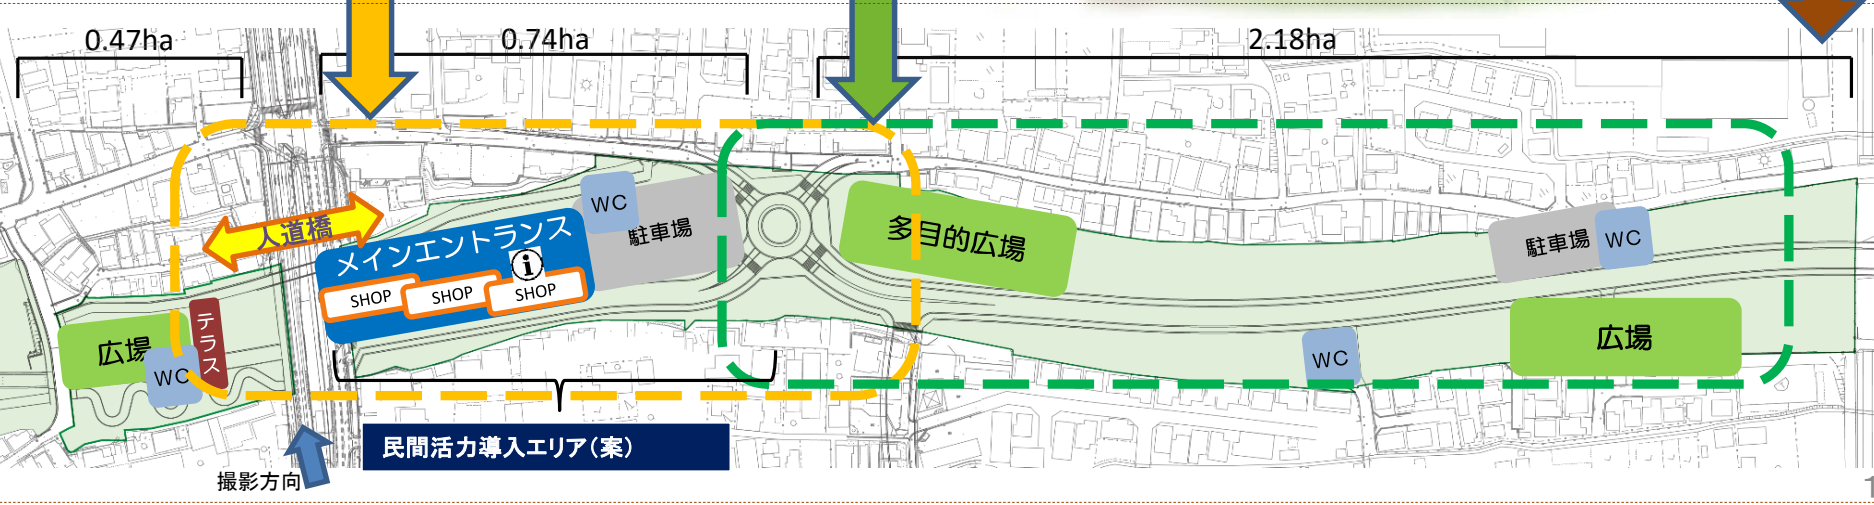 0.47ha
0.74ha
2.18ha
人道橋
メインエントランス
SHOP
SHOP
SHOP
i
WC
駐車場
多目的広場
駐車場
WC
広場
WC
テラス
広場
WC
民間活力導入エリア（案）
撮影方向
1